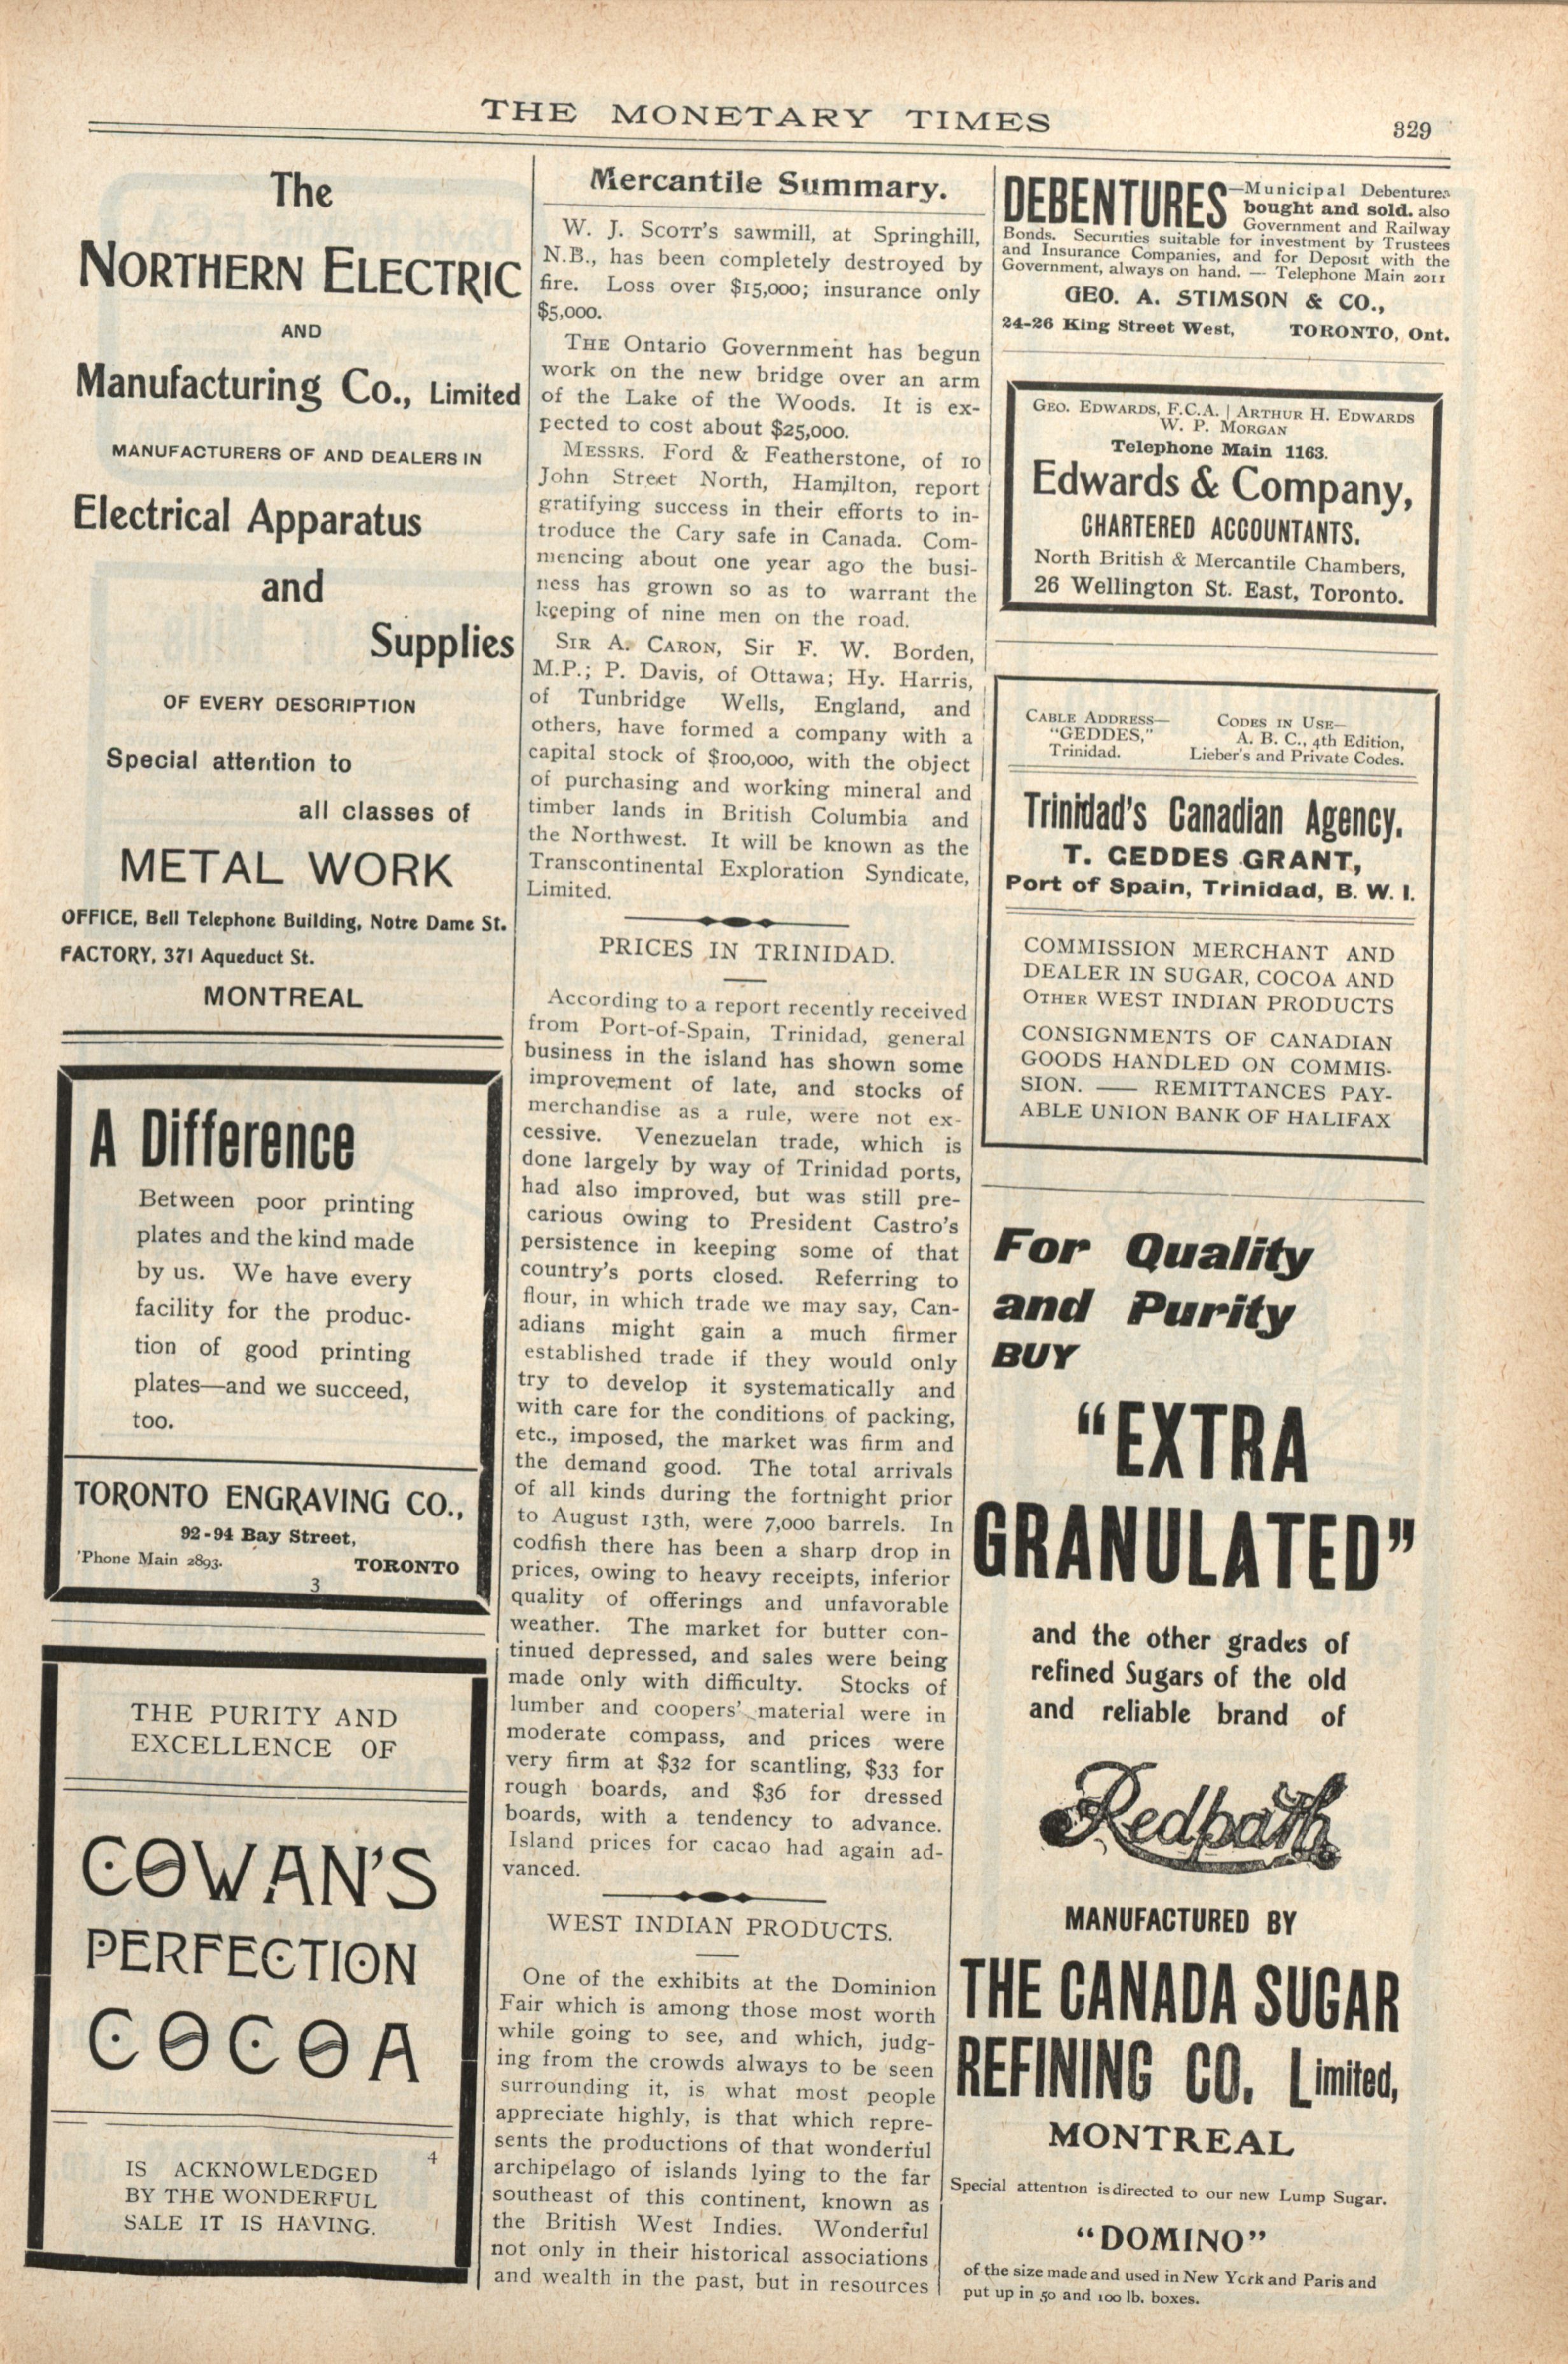 THE MONETARY TIMES
329
The
NORTHERN ELECTRIC
AND
Manufacturing Co., Limited
MANUFACTURERS OF AND DEALERS IN
Electrical Apparatus
and
Supplies
OF EVERY DESCRIPTION
Special attention to
all classes of
METAL WORK
OFFICE, Bell Telephone Building, Notre Dame St.
FACTORY, 371 Aqueduct St.
MONTREAL
A Difference
Between poor printing
plates and the kind made
by us. We have every
facility for the produc-
tion of good printing
plates—and we succeed,
too.
TORONTO ENGRAVING CO.,
92-94 Bay Street,
'Phone Main 2893. TORONTO
3
THE PURITY AND
EXCELLENCE OF
COWAN'S
PERFECTION
COCOA
4
IS ACKNOWLEDGED
BY THE WONDERFUL
SALE IT IS HAVING.
Mercantile Summary.
W. J. SCOTT'S sawmill, at Springhill,
N.B., has been completely destroyed by
fire. Loss over $15,000; insurance only
$5,000.
THE Ontario Government has begun
work on the new bridge over an arm
of the Lake of the Woods. It is ex-
pected to cost about $25,000.
MESSRS. Ford & Featherstone, of 10
John Street North, Hamilton, report
gratifying success in their efforts to in-
troduce the Cary safe in Canada. Com-
mencing about one year ago the busi-
ness has grown so as to warrant the
keeping of nine men on the road.
SIR A. CARON, Sir F. W. Borden,
M.P.; P. Davis, of Ottawa; Hy. Harris,
of Tunbridge Wells, England, and
others, have formed a company with a
capital stock of $100,000, with the object
of purchasing and working mineral and
timber lands in British Columbia and
the Northwest. It will be known as the
Transcontinental Exploration Syndicate,
Limited.
PRICES IN TRINIDAD.
According to a report recently received
from Port-of-Spain, Trinidad, general
business in the island has shown some
improvement of late, and stocks of
merchandise as a rule, were not ex-
cessive. Venezuelan trade, which is
done largely by way of Trinidad ports,
had also improved, but was still pre-
carious owing to President Castro's
persistence in keeping some of that
country's ports closed. Referring to
flour, in which trade we may say, Can-
adians might gain a much firmer
established trade if they would only
try to develop it systematically and
with care for the conditions of packing,
etc., imposed, the market was firm and
the demand good. The total arrivals
of all kinds during the fortnight prior
to August 13th, were 7,000 barrels. In
codfish there has been a sharp drop in
prices, owing to heavy receipts, inferior
quality of offerings and unfavorable
weather. The market for butter con-
tinued depressed, and sales were being
made only with difficulty. Stocks of
lumber and coopers' material were in
moderate compass, and prices were
very firm at $32 for scantling, $33 for
rough boards, and $36 for dressed
boards, with a tendency to advance.
Island prices for cacao had again ad-
vanced.
WEST INDIAN PRODUCTS.
One of the exhibits at the Dominion
Fair which is among those most worth
while going to see, and which, judg-
ing from the crowds always to be seen
surrounding it, is what most people
appreciate highly, is that which repre-
sents the productions of that wonderful
archipelago of islands lying to the far
southeast of this continent, known as
the British West Indies. Wonderful
not only in their historical associations
and wealth in the past, but in resources
DEBENTURES—Municipal Debentures
bought and sold. also
Government and Railway
Bonds. Securities suitable for investment by Trustees
and Insurance Companies, and for Deposit with the
Government, always on hand. — Telephone Main 2011
GEO. A. STIMSON & CO.,
24-26 King Street West, TORONTO, Ont.
GEO. EDWARDS, F.C.A. | ARTHUR H. EDWARDS
W. P. MORGAN
Telephone Main 1163.
Edwards & Company,
CHARTERED ACCOUNTANTS.
North British & Mercantile Chambers,
26 Wellington St. East, Toronto.
CABLE ADDRESS—
"GEDDES,"
Trinidad.
CODES IN USE—
A. B. C., 4th Edition,
Lieber's and Private Codes.
Trinidad's Canadian Agency.
T. GEDDES GRANT,
Port of Spain, Trinidad, B. W. I.
COMMISSION MERCHANT AND
DEALER IN SUGAR, COCOA AND
OTHER WEST INDIAN PRODUCTS
CONSIGNMENTS OF CANADIAN
GOODS HANDLED ON COMMIS-
SION. — REMITTANCES PAY-
ABLE UNION BANK OF HALIFAX
For Quality
and Purity
BUY
"EXTRA
GRANULATED"
and the other grades of
refined Sugars of the old
and reliable brand of
Redpath
MANUFACTURED BY
THE CANADA SUGAR
REFINING CO. Limited,
MONTREAL
Special attention is directed to our new Lump Sugar.
"DOMINO"
of the size made and used in New York and Paris and
put up in 50 and 100 lb. boxes.